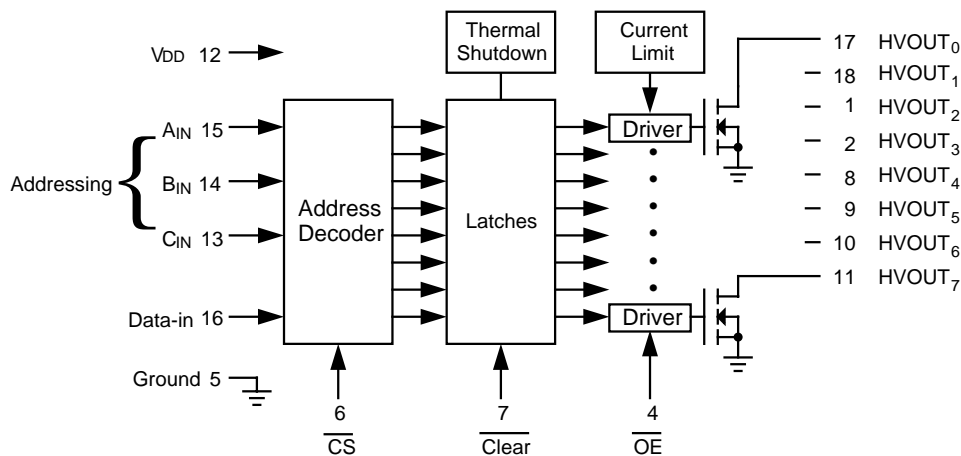 Thermal
Shutdown
Current
Limit
VDD 12
17 HVOUT0
18 HVOUT1
1 HVOUT2
2 HVOUT3
8 HVOUT4
9 HVOUT5
10 HVOUT6
11 HVOUT7
Addressing
AIN 15
BIN 14
CIN 13
Data-in 16
Ground 5
Address
Decoder
Latches
Driver
Driver
6
CS
7
Clear
4
OE